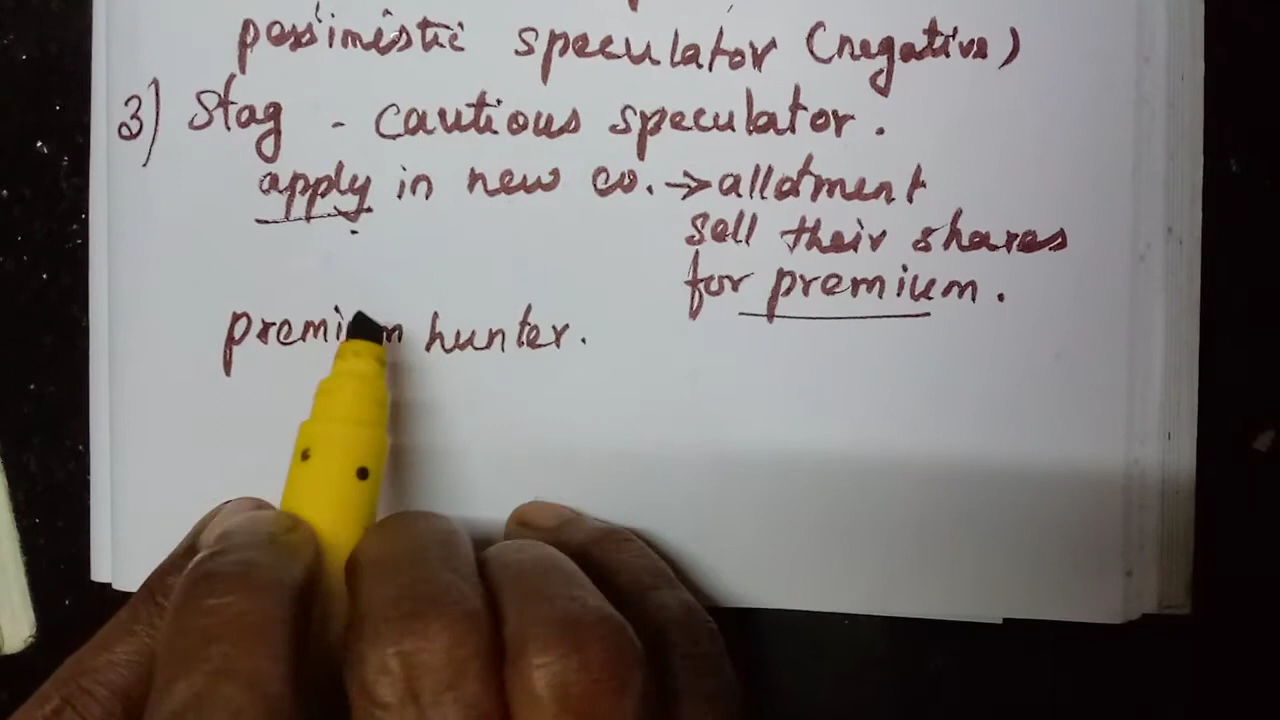 pessimistic speculator (negative)
3) Stag - cautious speculator.
apply in new co. → allotment
sell their shares
for premium.
premium hunter.